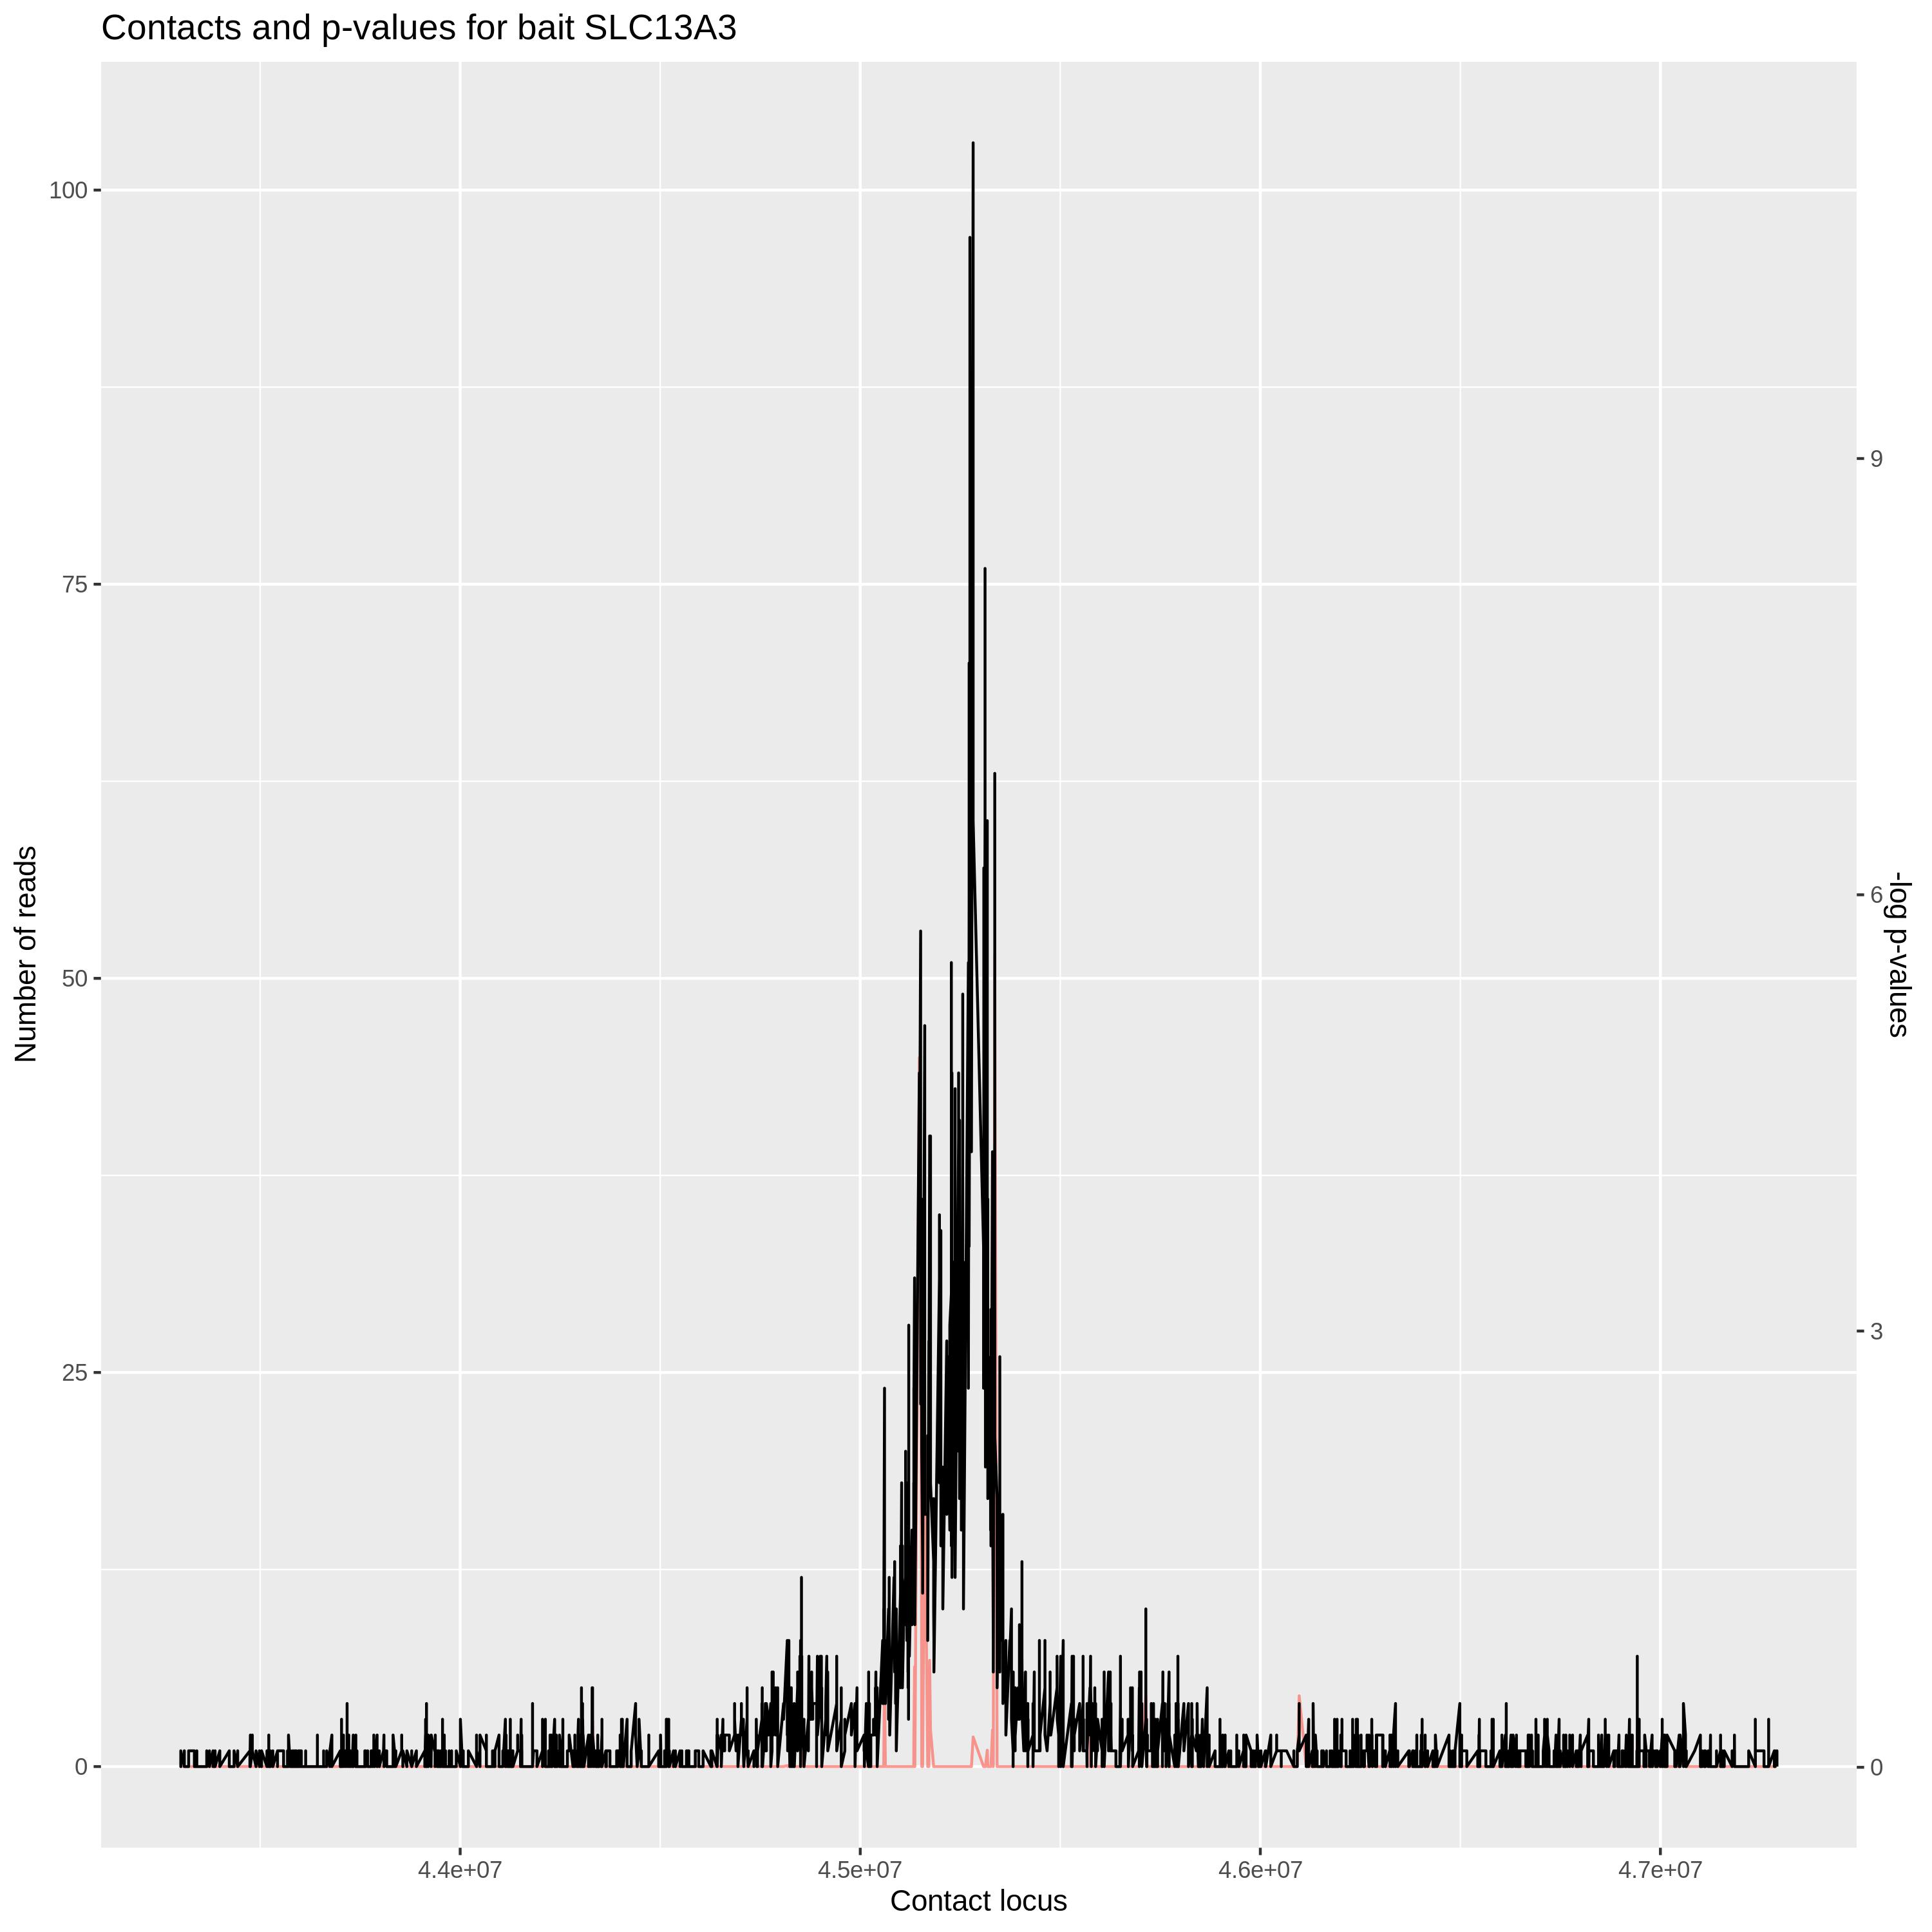 Contacts and p-values for bait SLC13A3
100
75
50
25
0
Number of reads
9
6
3
0
-log p-values
4.4e+07 4.5e+07 4.6e+07 4.7e+07
Contact locus